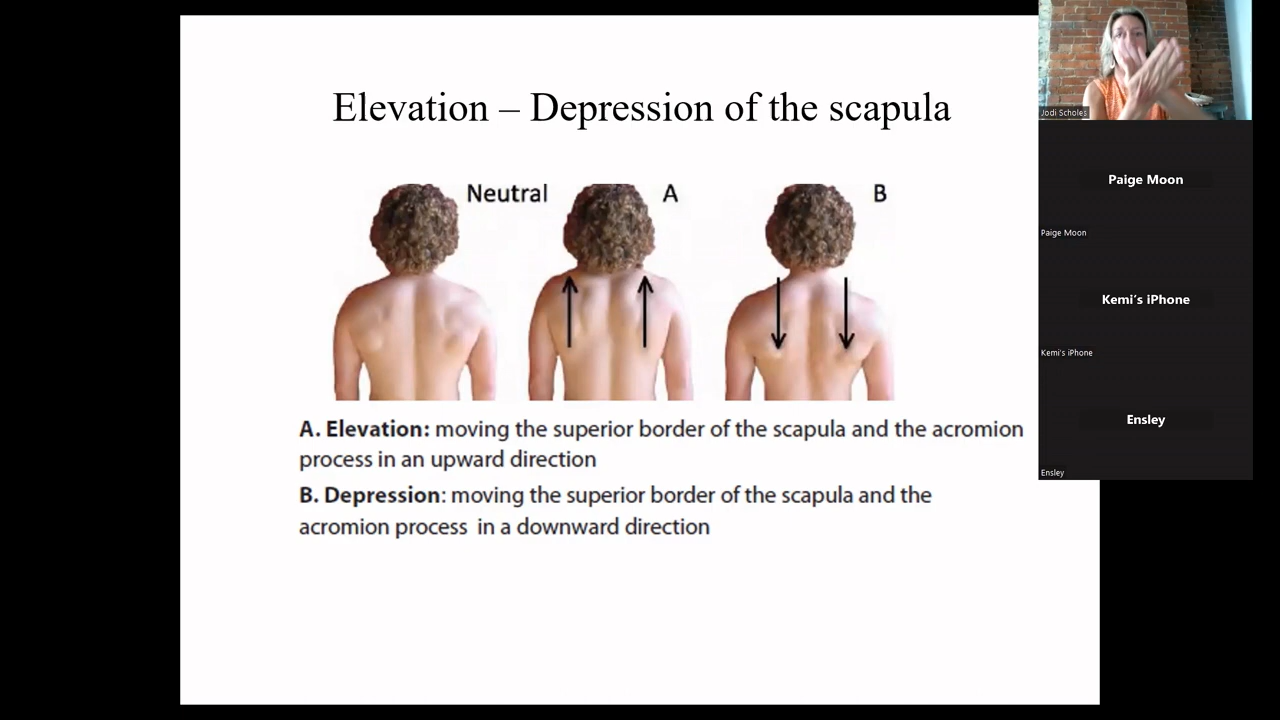 Elevation – Depression of the scapula
Neutral
A
B
A. Elevation: moving the superior border of the scapula and the acromion
process in an upward direction
B. Depression: moving the superior border of the scapula and the
acromion process in a downward direction
Jodi Scholes
Paige Moon
Paige Moon
Kemi's iPhone
Kemi's iPhone
Ensley
Ensley